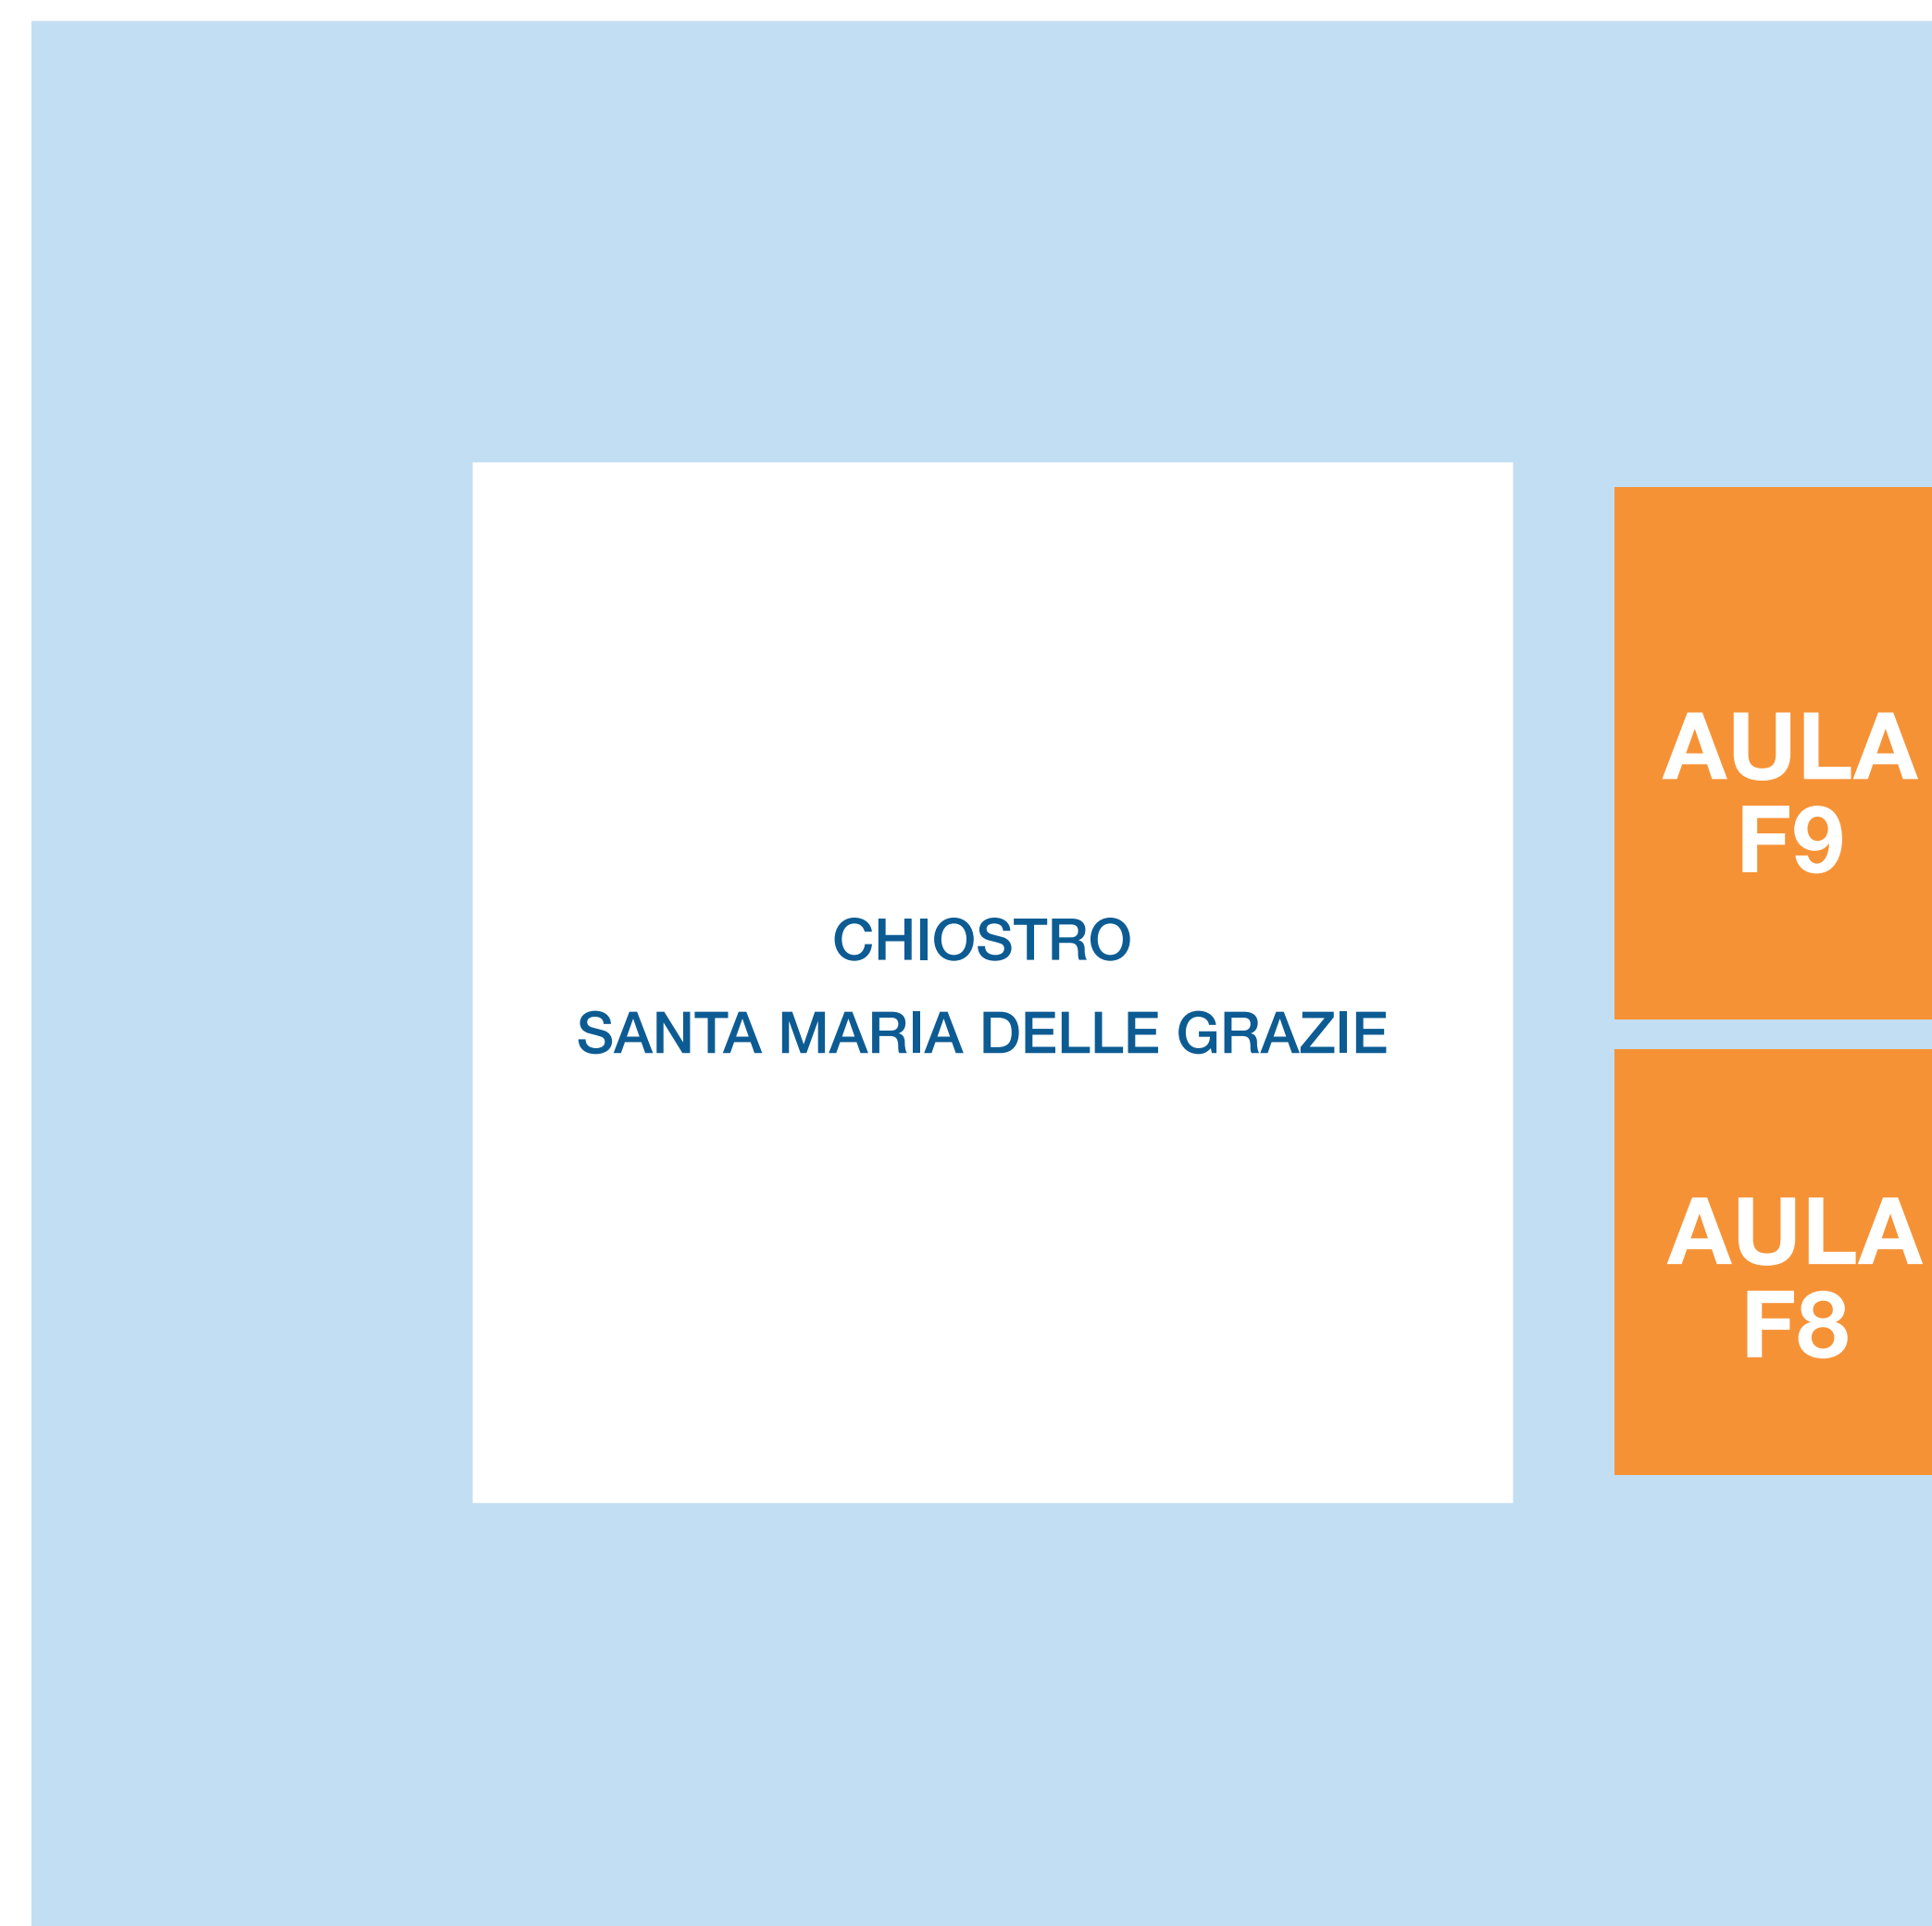 AULA
F9
CHIOSTRO
SANTA MARIA DELLE GRAZIE
AULA
F8